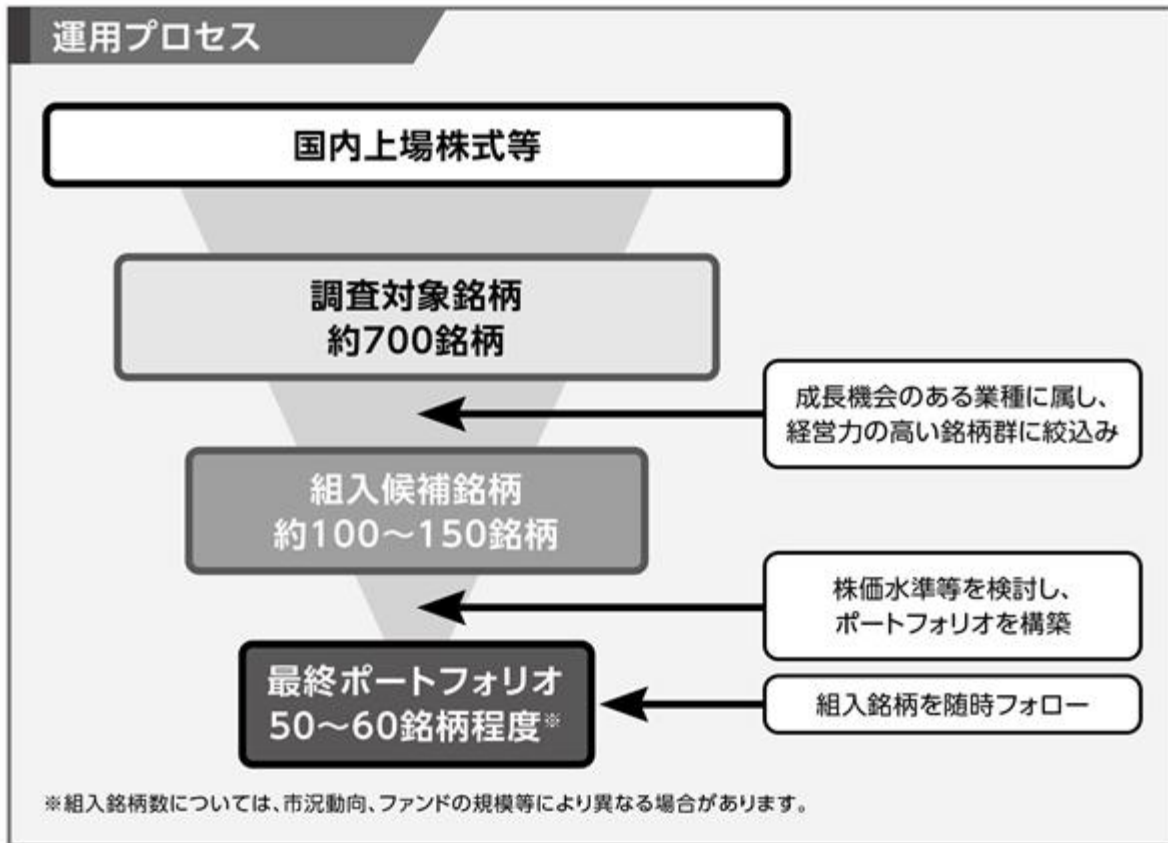 運用プロセス
国内上場株式等
調査対象銘柄
約700銘柄
成長機会のある業種に属し、
経営力の高い銘柄群に絞込み
組入候補銘柄
約100～150銘柄
株価水準等を検討し、
ポートフォリオを構築
最終ポートフォリオ
50～60銘柄程度※
組入銘柄を随時フォロー
※組入銘柄数については、市況動向、ファンドの規模等により異なる場合があります。